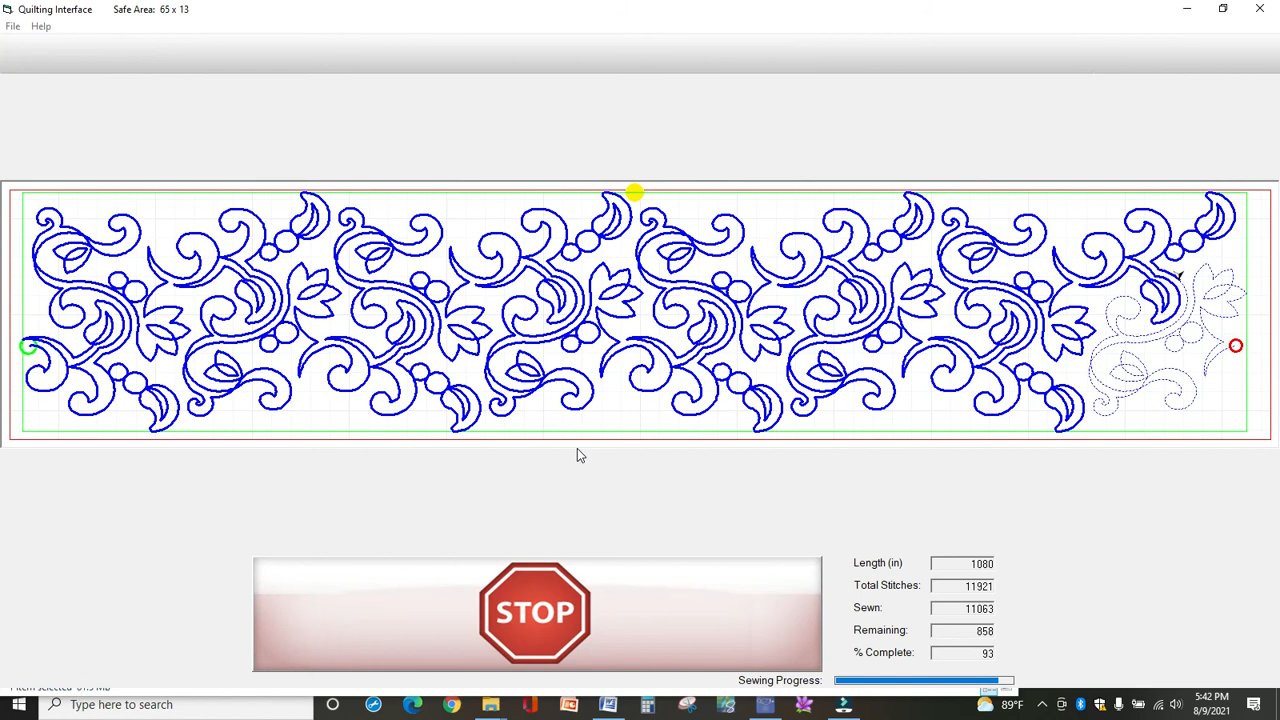 Quilting Interface Safe Area: 65 x 13
File Help
STOP
Length (in) 1080
Total Stitches: 11921
Sewn: 11063
Remaining: 858
% Complete: 93
Sewing Progress:
Type here to search
89°F
5:42 PM
8/9/2021